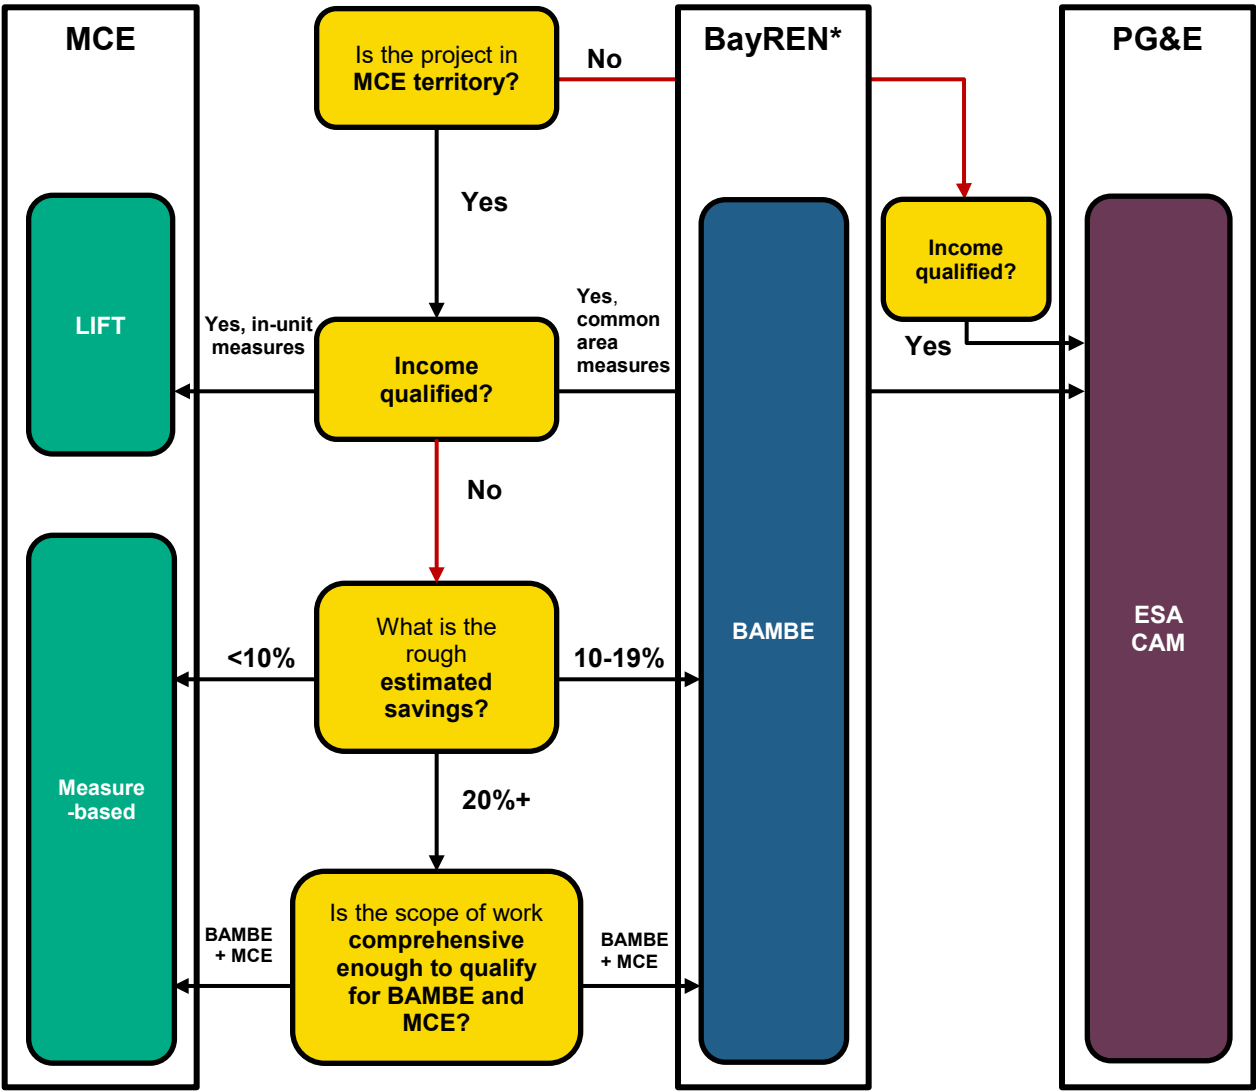 MCE
Is the project in
MCE territory?
No
BayREN*
PG&E
Yes
Income
qualified?
Yes
LIFT
Yes, in-unit
measures
Income
qualified?
Yes,
common
area
measures
No
What is the
rough
estimated
savings?
<10%
10-19%
BAMBE
ESA
CAM
Measure
-based
20%+
Is the scope of work
comprehensive
enough to qualify
for BAMBE and
MCE?
BAMBE
+ MCE
BAMBE
+ MCE